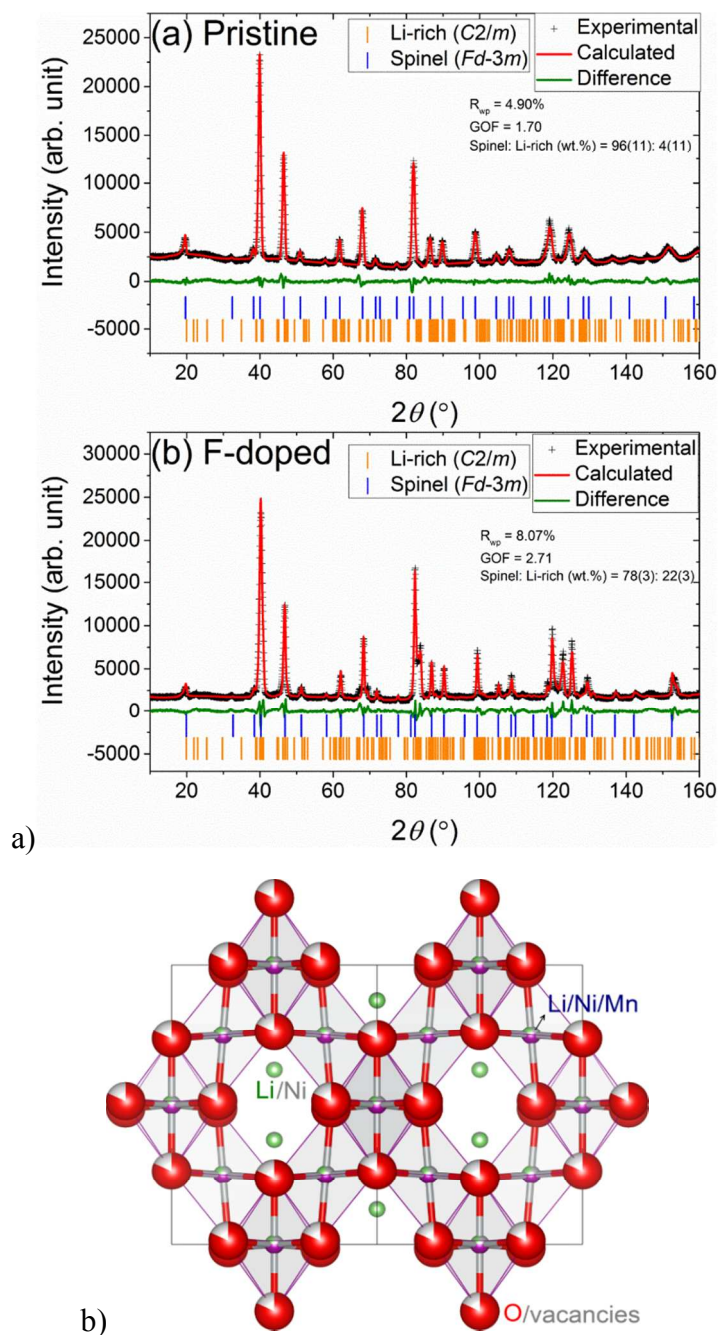 (a) Pristine
Li-rich (C2/m)
Spinel (Fd-3m)
Experimental
Calculated
Difference
Rwp = 4.90%
GOF = 1.70
Spinel: Li-rich (wt.%) = 96(11): 4(11)
Intensity (arb. unit)
25000
20000
15000
10000
5000
0
-5000
20 40 60 80 100 120 140 160
2θ (°)
(b) F-doped
Li-rich (C2/m)
Spinel (Fd-3m)
Experimental
Calculated
Difference
Rwp = 8.07%
GOF = 2.71
Spinel: Li-rich (wt.%) = 78(3): 22(3)
Intensity (arb. unit)
30000
25000
20000
15000
10000
5000
0
-5000
20 40 60 80 100 120 140 160
2θ (°)
a)
Li/Ni/Mn
Li/Ni
O/vacancies
b)